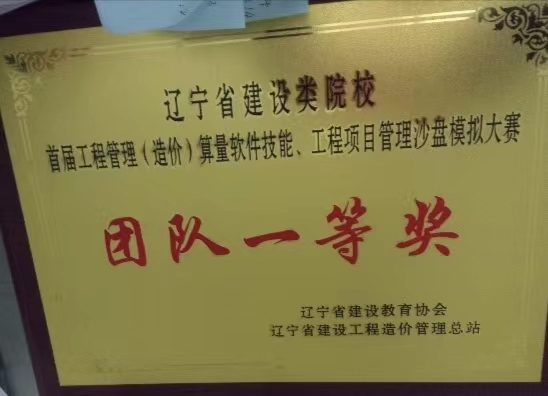 辽宁省建设类院校
首届工程管理（造价）算量软件技能、工程项目管理沙盘模拟大赛
团队一等奖
辽宁省建设教育协会
辽宁省建设工程造价管理总站